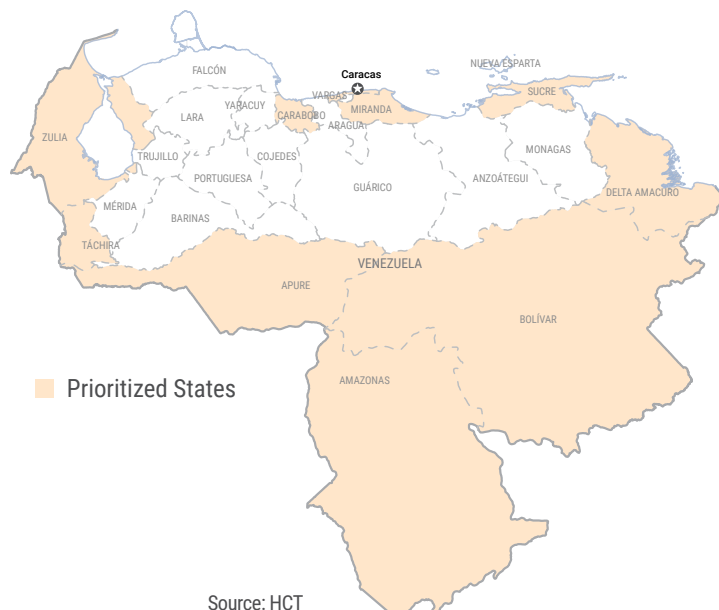 NUEVA ESPARTA
FALCÓN
Caracas
SUCRE
VARGAS
YARACUY
MIRANDA
LARA
CARABOBO
ARAGUA
ZULIA
MONAGAS
TRUJILLO
COJEDES
PORTUGUESA
ANZOÁTEGUI
GUÁRICO
DELTA AMACURO
MÉRIDA
BARINAS
TÁCHIRA
VENEZUELA
APURE
BOLÍVAR
AMAZONAS
Prioritized States
Source: HCT